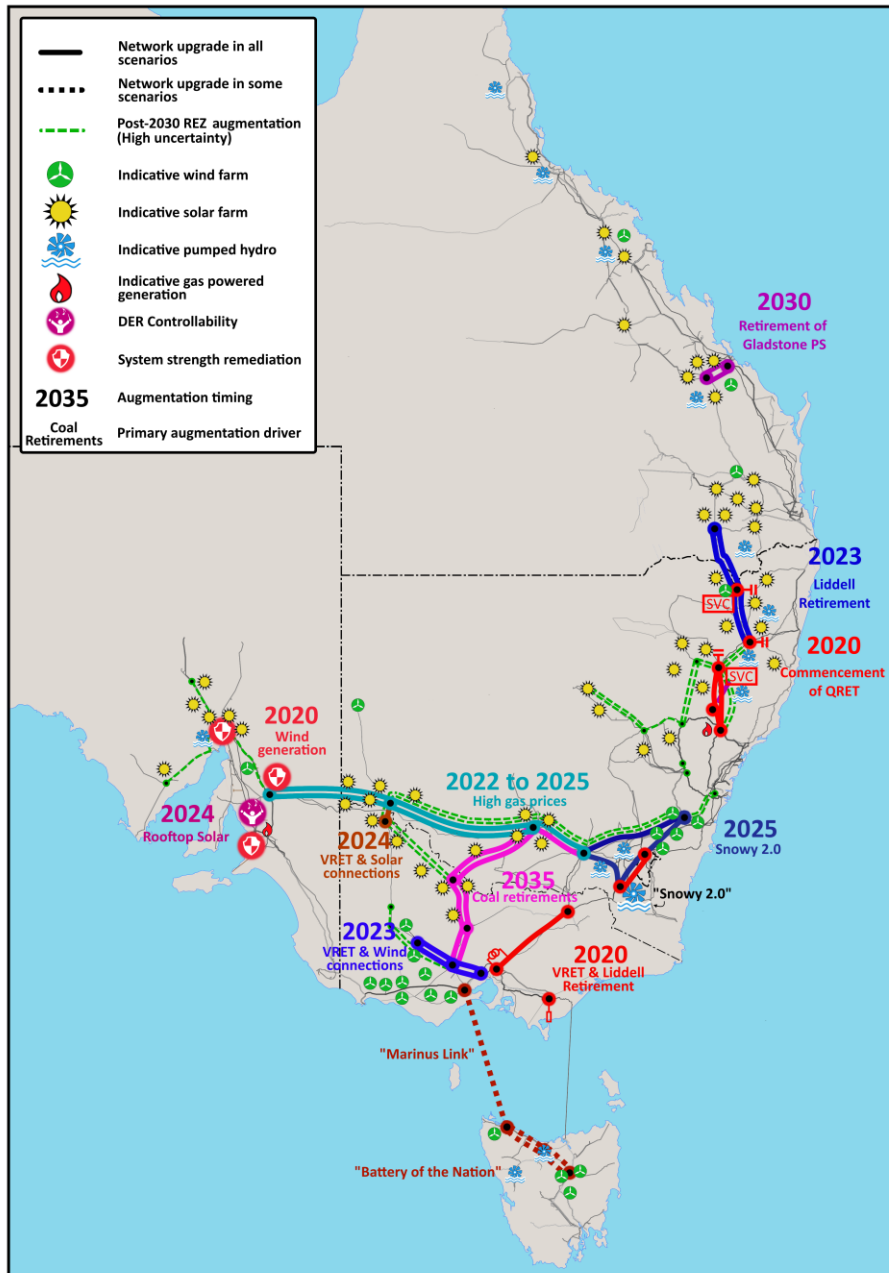 Network upgrade in all
scenarios
Network upgrade in some
scenarios
Post-2030 REZ augmentation
(High uncertainty)
Indicative wind farm
Indicative solar farm
Indicative pumped hydro
Indicative gas powered
generation
DER Controllability
System strength remediation
2035
Augmentation timing
Coal
Retirements
Primary augmentation driver
2030
Retirement of
Gladstone PS
2023
Liddell
Retirement
SVC
2020
Commencement
of QRET
SVC
2020
Wind
generation
2022 to 2025
High gas prices
2024
Rooftop Solar
2024
VRET & Solar
connections
2025
Snowy 2.0
2035
Coal retirements
"Snowy 2.0"
2023
VRET & Wind
connections
2020
VRET & Liddell
Retirement
"Marinus Link"
"Battery of the Nation"